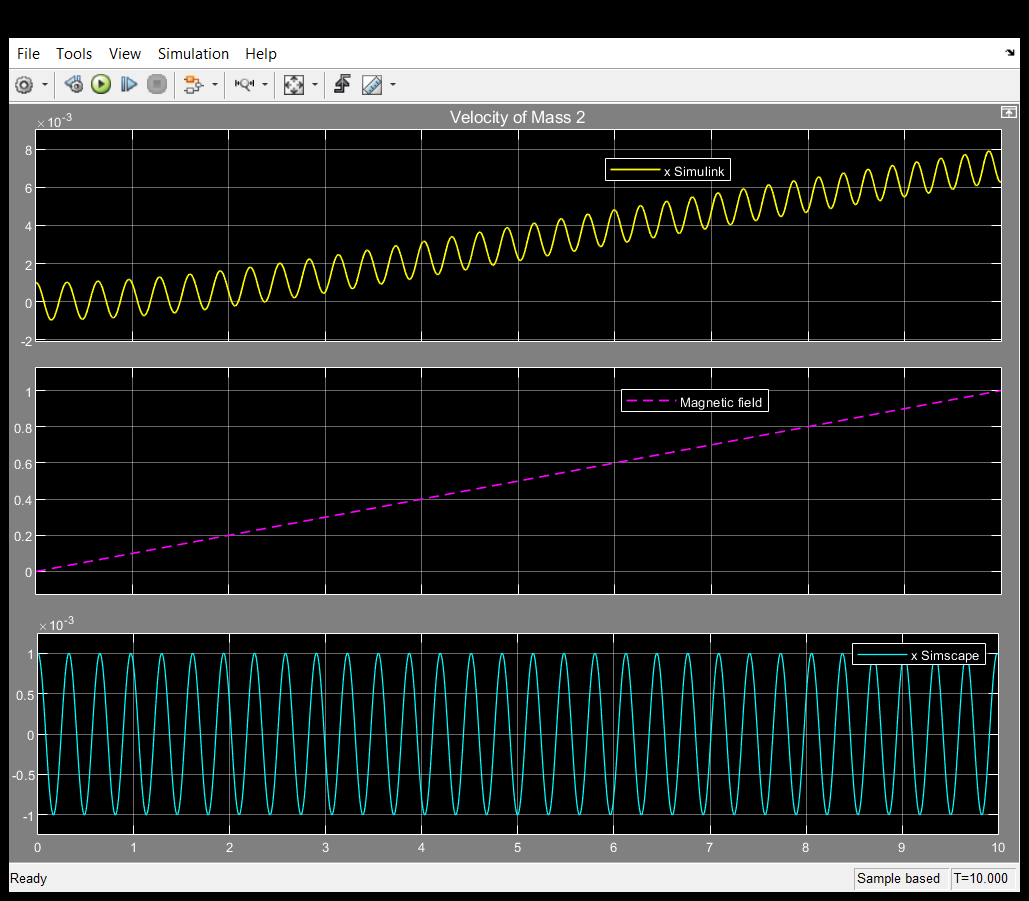 File Tools View Simulation Help
Velocity of Mass 2
×10-3
x Simulink
8
6
4
2
0
-2
Magnetic field
1
0.8
0.6
0.4
0.2
0
×10-3
x Simscape
1
0.5
0
-0.5
-1
0 1 2 3 4 5 6 7 8 9 10
Ready Sample based T=10.000